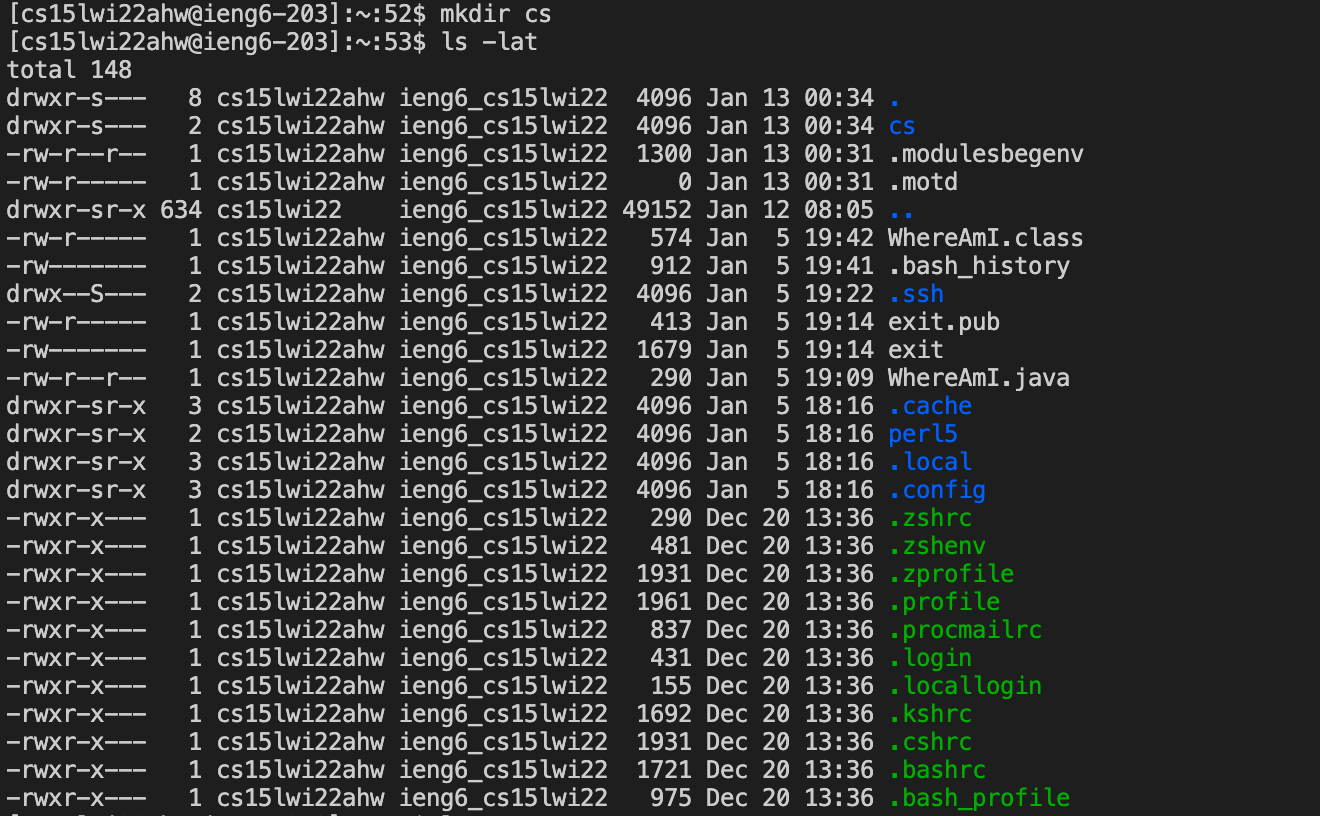 [cs15lwi22ahw@ieng6-203]:~:52$ mkdir cs
[cs15lwi22ahw@ieng6-203]:~:53$ ls -lat
total 148
drwxr-s---   8 cs15lwi22ahw ieng6_cs15lwi22  4096 Jan 13 00:34 .
drwxr-s---   2 cs15lwi22ahw ieng6_cs15lwi22  4096 Jan 13 00:34 cs
-rw-r--r--   1 cs15lwi22ahw ieng6_cs15lwi22  1300 Jan 13 00:31 .modulesbegenv
-rw-r-----   1 cs15lwi22ahw ieng6_cs15lwi22     0 Jan 13 00:31 .motd
drwxr-sr-x 634 cs15lwi22    ieng6_cs15lwi22 49152 Jan 12 08:05 ..
-rw-r-----   1 cs15lwi22ahw ieng6_cs15lwi22   574 Jan  5 19:42 WhereAmI.class
-rw-------   1 cs15lwi22ahw ieng6_cs15lwi22   912 Jan  5 19:41 .bash_history
drwx--S---   2 cs15lwi22ahw ieng6_cs15lwi22  4096 Jan  5 19:22 .ssh
-rw-r-----   1 cs15lwi22ahw ieng6_cs15lwi22   413 Jan  5 19:14 exit.pub
-rw-------   1 cs15lwi22ahw ieng6_cs15lwi22  1679 Jan  5 19:14 exit
-rw-r--r--   1 cs15lwi22ahw ieng6_cs15lwi22   290 Jan  5 19:09 WhereAmI.java
drwxr-sr-x   3 cs15lwi22ahw ieng6_cs15lwi22  4096 Jan  5 18:16 .cache
drwxr-sr-x   2 cs15lwi22ahw ieng6_cs15lwi22  4096 Jan  5 18:16 perl5
drwxr-sr-x   3 cs15lwi22ahw ieng6_cs15lwi22  4096 Jan  5 18:16 .local
drwxr-sr-x   3 cs15lwi22ahw ieng6_cs15lwi22  4096 Jan  5 18:16 .config
-rwxr-x---   1 cs15lwi22ahw ieng6_cs15lwi22   290 Dec 20 13:36 .zshrc
-rwxr-x---   1 cs15lwi22ahw ieng6_cs15lwi22   481 Dec 20 13:36 .zshenv
-rwxr-x---   1 cs15lwi22ahw ieng6_cs15lwi22  1931 Dec 20 13:36 .zprofile
-rwxr-x---   1 cs15lwi22ahw ieng6_cs15lwi22  1961 Dec 20 13:36 .profile
-rwxr-x---   1 cs15lwi22ahw ieng6_cs15lwi22   837 Dec 20 13:36 .procmailrc
-rwxr-x---   1 cs15lwi22ahw ieng6_cs15lwi22   431 Dec 20 13:36 .login
-rwxr-x---   1 cs15lwi22ahw ieng6_cs15lwi22   155 Dec 20 13:36 .locallogin
-rwxr-x---   1 cs15lwi22ahw ieng6_cs15lwi22  1692 Dec 20 13:36 .kshrc
-rwxr-x---   1 cs15lwi22ahw ieng6_cs15lwi22  1931 Dec 20 13:36 .cshrc
-rwxr-x---   1 cs15lwi22ahw ieng6_cs15lwi22  1721 Dec 20 13:36 .bashrc
-rwxr-x---   1 cs15lwi22ahw ieng6_cs15lwi22   975 Dec 20 13:36 .bash_profile